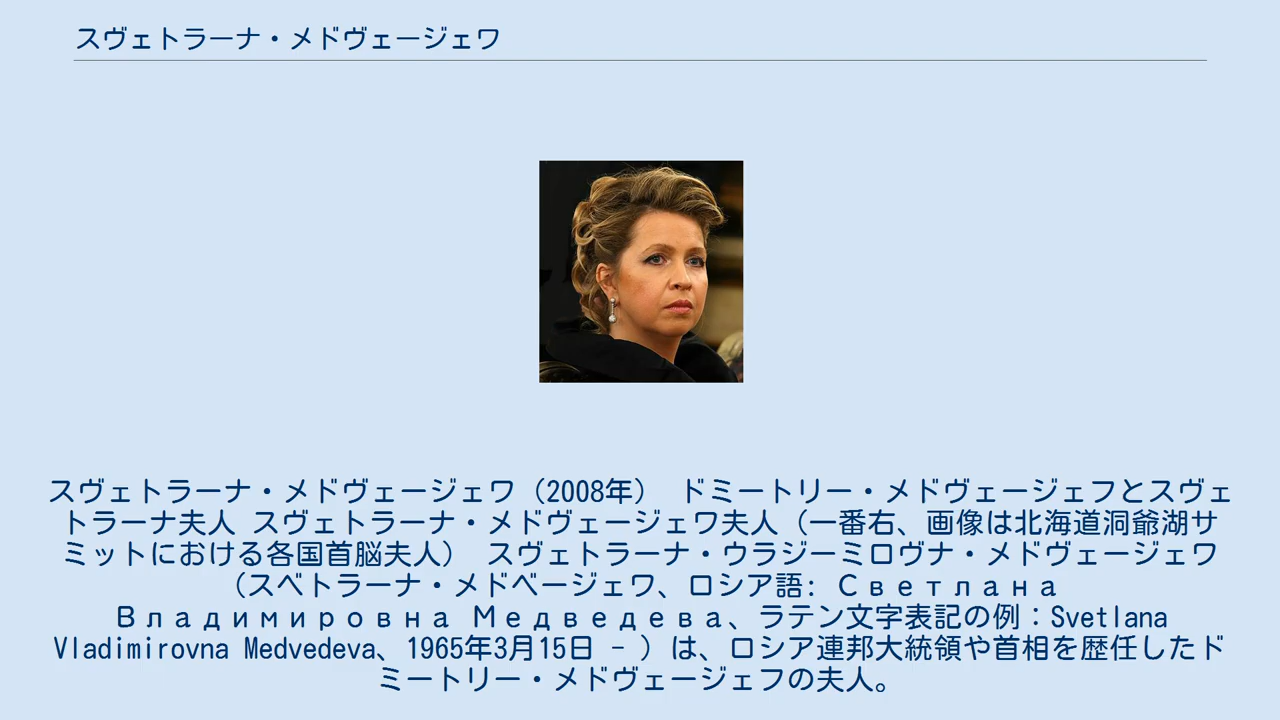 スヴェトラーナ・メドヴェージェワ
スヴェトラーナ・メドヴェージェワ（2008年） ドミートリー・メドヴェージェフとスヴェ
トラーナ夫人 スヴェトラーナ・メドヴェージェワ夫人（一番右、画像は北海道洞爺湖サ
ミットにおける各国首脳夫人） スヴェトラーナ・ウラジーミロヴナ・メドヴェージェワ
（スベトラーナ・メドベージェワ、ロシア語: Светлана
Владимировна Медведева、ラテン文字表記の例：Svetlana
Vladimirovna Medvedeva、1965年3月15日 - ）は、ロシア連邦大統領や首相を歴任したド
ミートリー・メドヴェージェフの夫人。